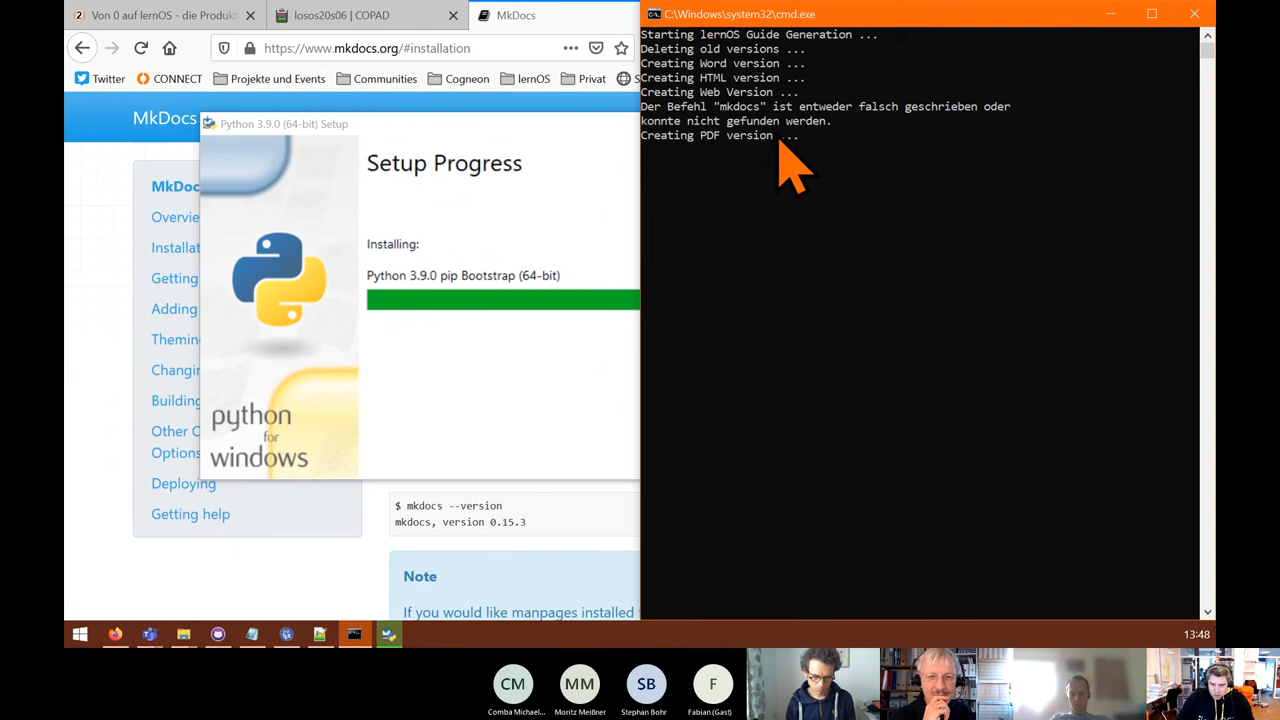 Von 0 auf lernOS - die Produkt
losos20s06 | COPAD
MkDocs
https://www.mkdocs.org/#installation
Twitter
CONNECT
Projekte und Events
Communities
Cogneon
lernOS
Privat
MkDocs
Python 3.9.0 (64-bit) Setup
MkDoc
Overvie
Installat
Getting
Adding
Themin
Changi
Building
Other C
Options
Deploying
Getting help
Setup Progress
Installing:
Python 3.9.0 pip Bootstrap (64-bit)
python
for
windows
$ mkdocs --version
mkdocs, version 0.15.3
Note
If you would like manpages installed
C:\Windows\system32\cmd.exe
Starting lernOS Guide Generation ...
Deleting old versions ...
Creating Word version ...
Creating HTML version ...
Creating Web Version ...
Der Befehl "mkdocs" ist entweder falsch geschrieben oder
konnte nicht gefunden werden.
Creating PDF version ...
13:48
CM
Comba Michael...
MM
Moritz Meißner
SB
Stephan Bohr
F
Fabian (Gast)